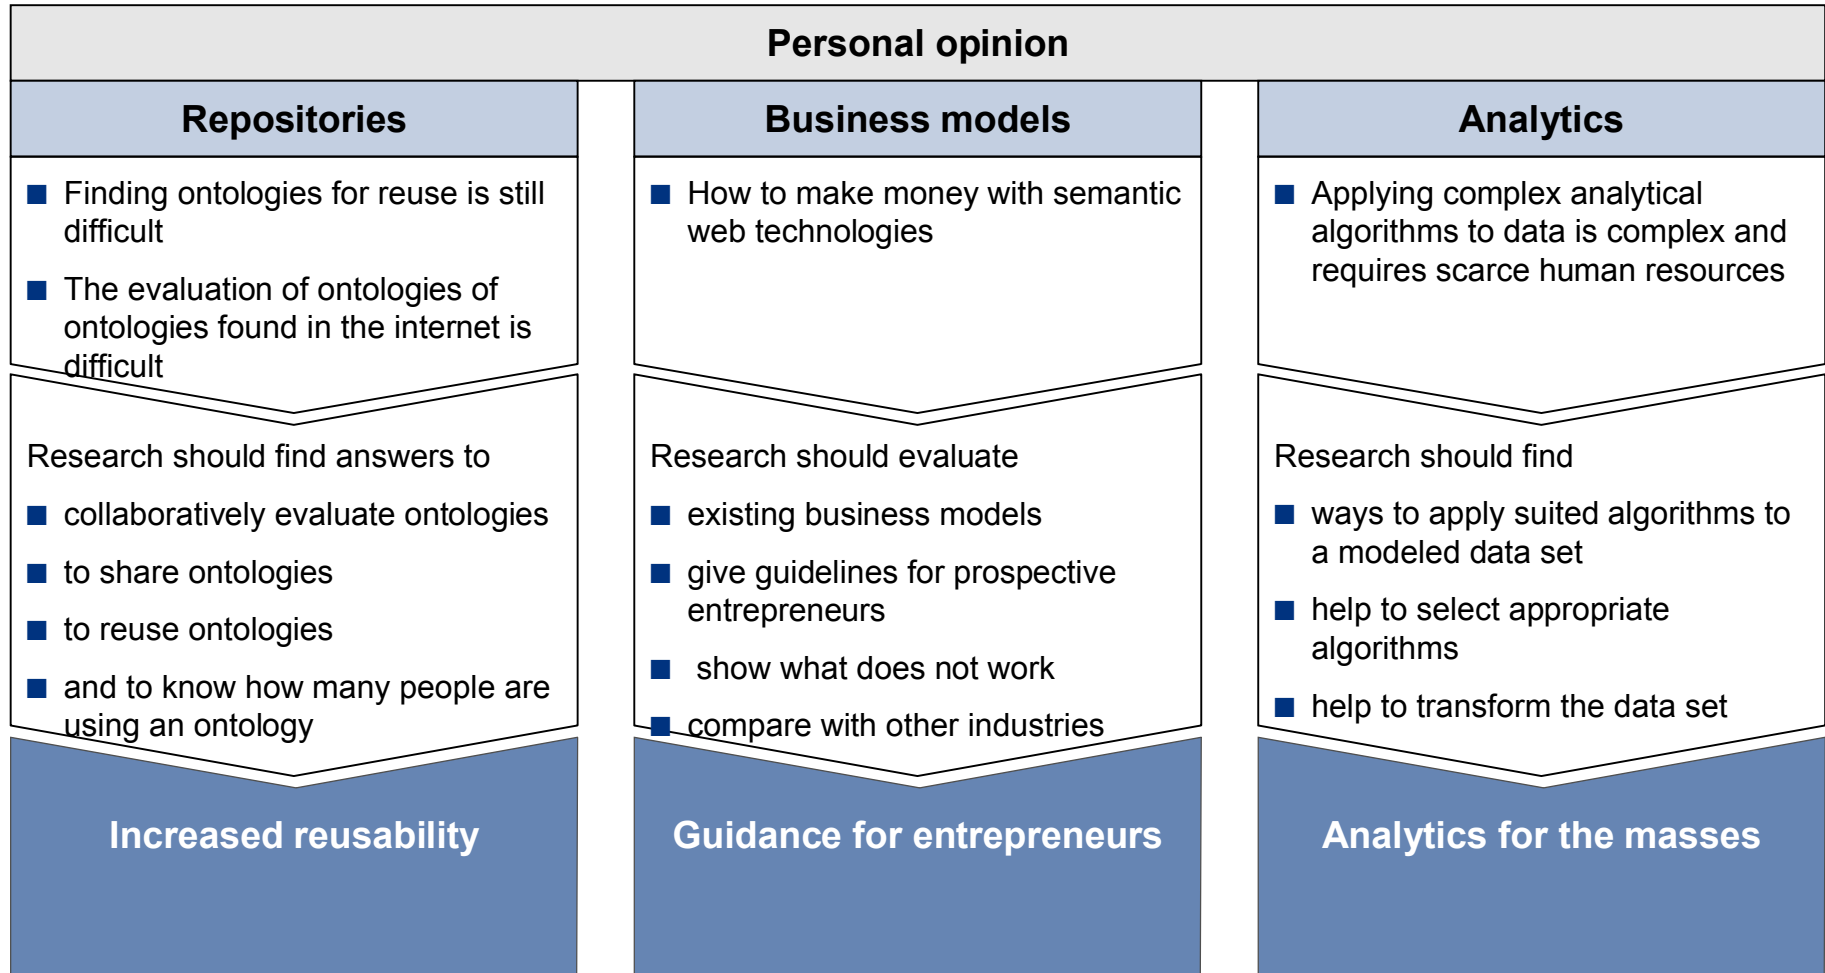 Personal opinion
Repositories
■ Finding ontologies for reuse is still
difficult
■ The evaluation of ontologies of
ontologies found in the internet is
difficult
Research should find answers to
■ collaboratively evaluate ontologies
■ to share ontologies
■ to reuse ontologies
■ and to know how many people are
using an ontology
Increased reusability
Business models
■ How to make money with semantic
web technologies
Research should evaluate
■ existing business models
■ give guidelines for prospective
entrepreneurs
■ show what does not work
■ compare with other industries
Guidance for entrepreneurs
Analytics
■ Applying complex analytical
algorithms to data is complex and
requires scarce human resources
Research should find
■ ways to apply suited algorithms to
a modeled data set
■ help to select appropriate
algorithms
■ help to transform the data set
Analytics for the masses